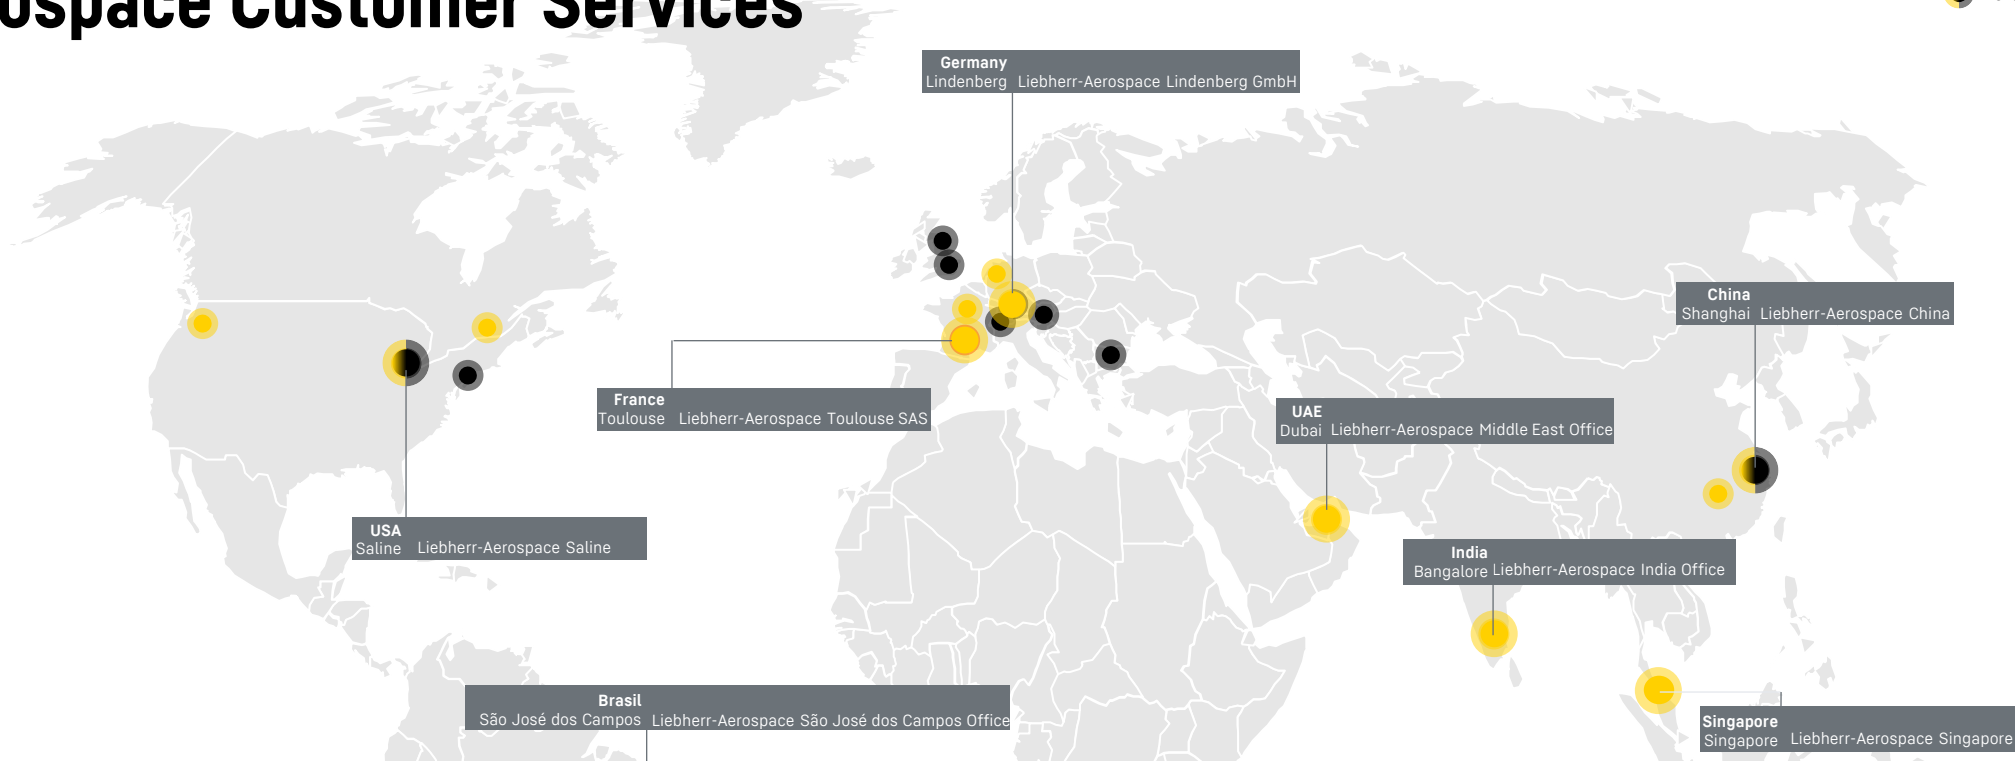 Customer Services
Germany
Lindenberg Liebherr-Aerospace Lindenberg GmbH
China
Shanghai Liebherr-Aerospace China
France
Toulouse Liebherr-Aerospace Toulouse SAS
UAE
Dubai Liebherr-Aerospace Middle East Office
USA
Saline Liebherr-Aerospace Saline
India
Bangalore Liebherr-Aerospace India Office
Brasil
São José dos Campos Liebherr-Aerospace São José dos Campos Office
Singapore
Singapore Liebherr-Aerospace Singapore